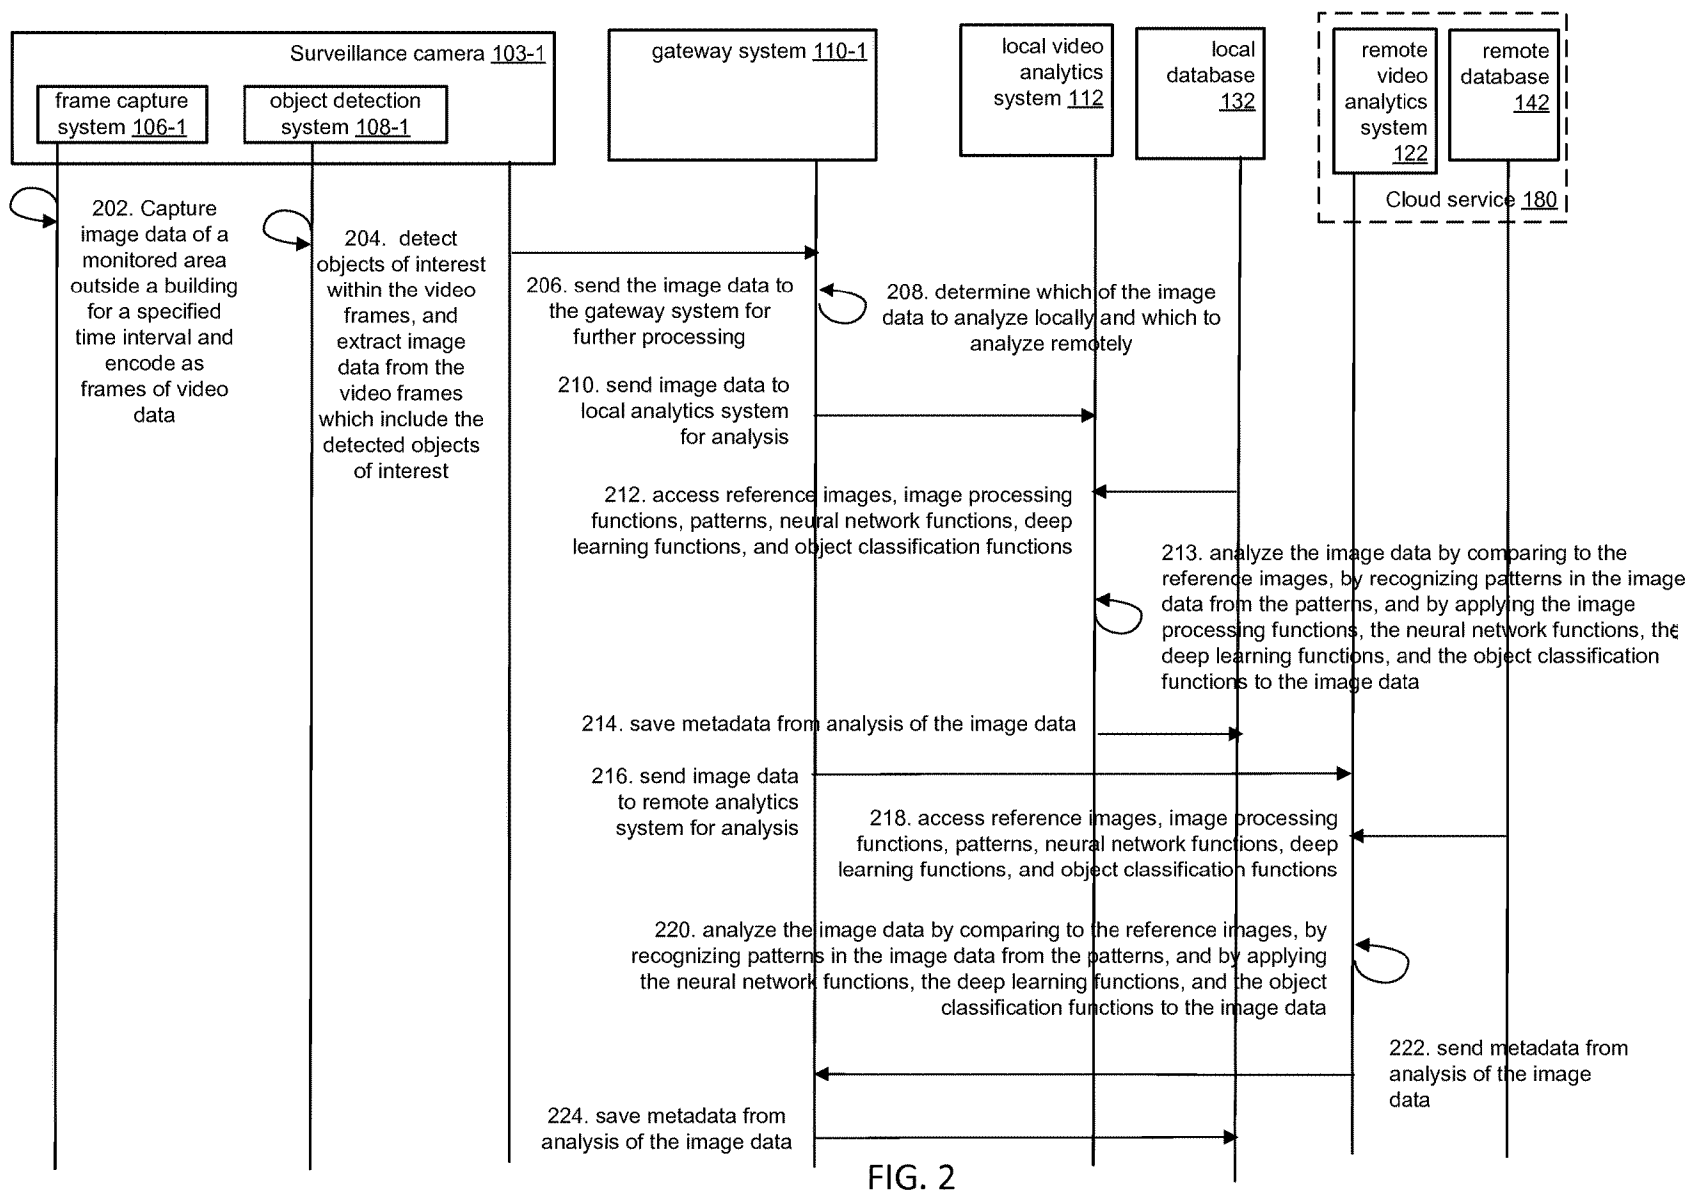 Surveillance camera 103-1
frame capture
system 106-1
object detection
system 108-1
gateway system 110-1
local video
analytics
system 112
local
database
132
remote
video
analytics
system
122
remote
database
142
Cloud service 180
202. Capture
image data of a
monitored area
outside a building
for a specified
time interval and
encode as
frames of video
data
204. detect
objects of interest
within the video
frames, and
extract image
data from the
video frames
which include the
detected objects
of interest
206. send the image data to
the gateway system for
further processing
208. determine which of the image
data to analyze locally and which to
analyze remotely
210. send image data to
local analytics system
for analysis
212. access reference images, image processing
functions, patterns, neural network functions, deep
learning functions, and object classification functions
213. analyze the image data by comparing to the
reference images, by recognizing patterns in the image
data from the patterns, and by applying the image
processing functions, the neural network functions, the
deep learning functions, and the object classification
functions to the image data
214. save metadata from analysis of the image data
216. send image data
to remote analytics
system for analysis
218. access reference images, image processing
functions, patterns, neural network functions, deep
learning functions, and object classification functions
220. analyze the image data by comparing to the reference images, by
recognizing patterns in the image data from the patterns, and by applying
the neural network functions, the deep learning functions, and the object
classification functions to the image data
222. send metadata from
analysis of the image
data
224. save metadata from
analysis of the image data
FIG. 2